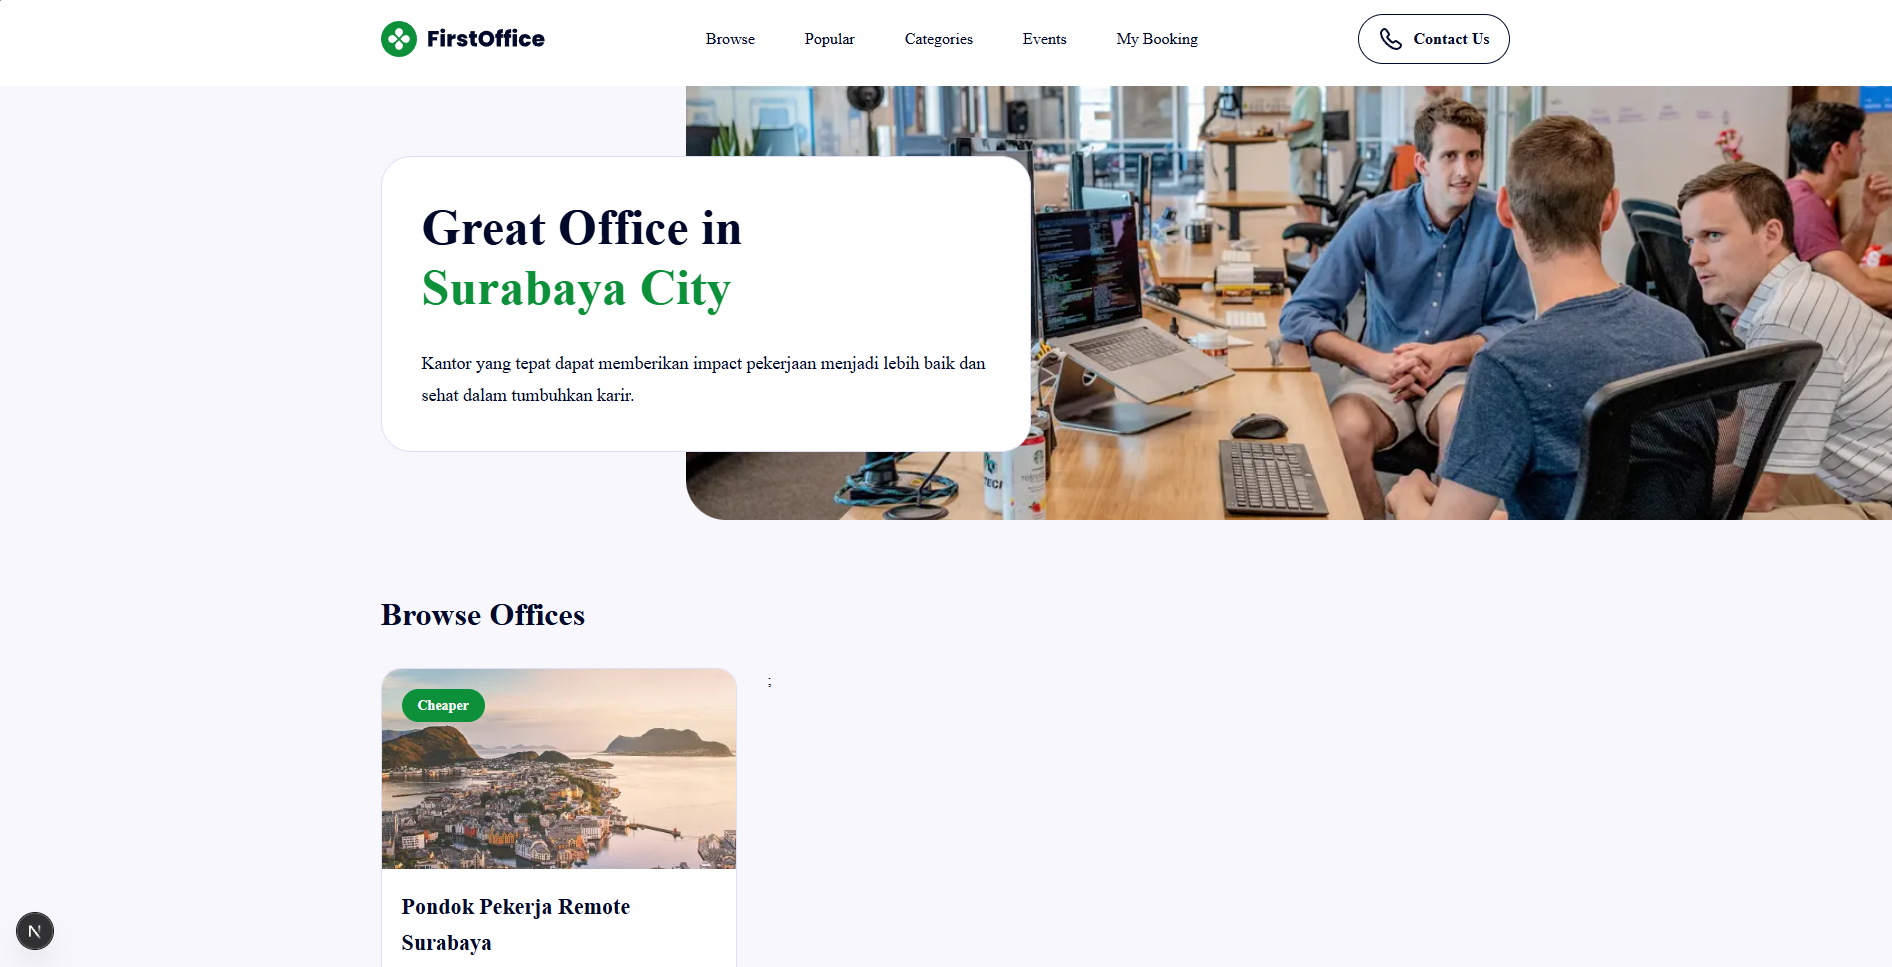 FirstOffice
Browse
Popular
Categories
Events
My Booking
Contact Us
Great Office in
Surabaya City
Kantor yang tepat dapat memberikan impact pekerjaan menjadi lebih baik dan
sehat dalam tumbuhkan karir.
Browse Offices
Cheaper
;
Pondok Pekerja Remote
Surabaya
N